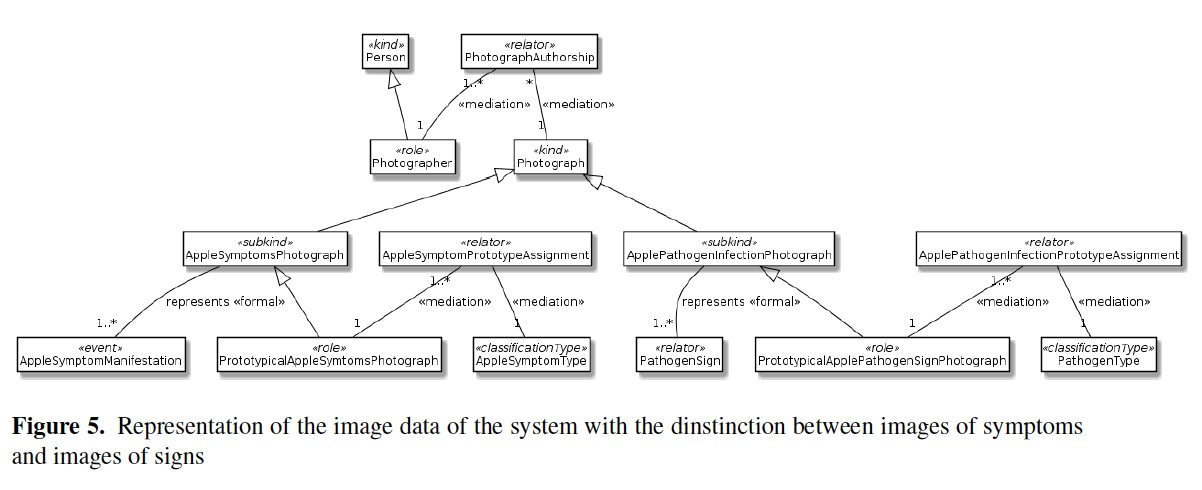 «kind»
Person
«relator»
PhotographAuthorship
1..*
*
«mediation»
«mediation»
1
1
«role»
Photographer
«kind»
Photograph
«subkind»
AppleSymptomsPhotograph
«relator»
AppleSymptomPrototypeAssignment
«subkind»
ApplePathogenInfectionPhotograph
«relator»
ApplePathogenInfectionPrototypeAssignment
1..*
1..*
represents «formal»
«mediation»
«mediation»
represents «formal»
«mediation»
«mediation»
1..*
1
1
1..*
1
1
«event»
AppleSymptomManifestation
«role»
PrototypicalAppleSymtomsPhotograph
«classificationType»
AppleSymptomType
«relator»
PathogenSign
«role»
PrototypicalApplePathogenSignPhotograph
«classificationType»
PathogenType
Figure 5. Representation of the image data of the system with the dinstinction between images of symptoms
and images of signs